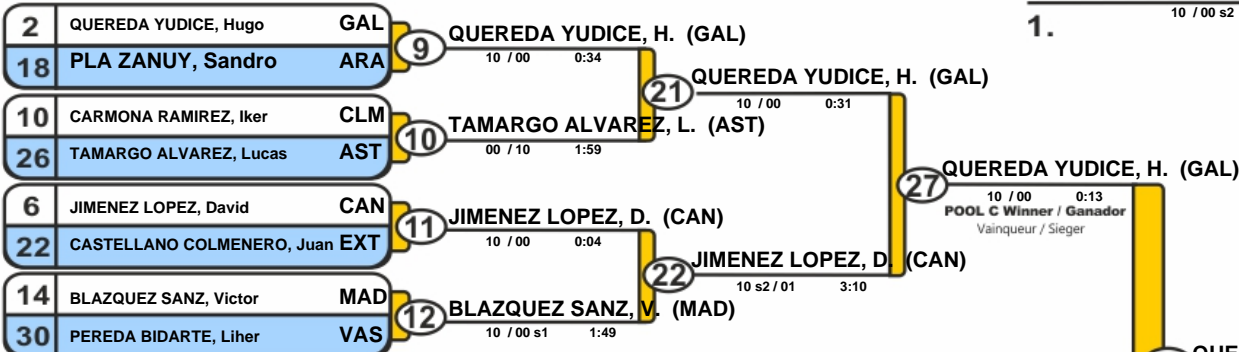 2 QUEREDA YUDICE, Hugo GAL
18 PLA ZANUY, Sandro ARA
9 QUEREDA YUDICE, H. (GAL)
10 / 00 0:34
10 CARMONA RAMIREZ, Iker CLM
26 TAMARGO ALVAREZ, Lucas AST
10 TAMARGO ALVAREZ, L. (AST)
00 / 10 1:59
21 QUEREDA YUDICE, H. (GAL)
10 / 00 0:31
6 JIMENEZ LOPEZ, David CAN
22 CASTELLANO COLMENERO, Juan EXT
11 JIMENEZ LOPEZ, D. (CAN)
10 / 00 0:04
14 BLAZQUEZ SANZ, Victor MAD
30 PEREDA BIDARTE, Liher VAS
12 BLAZQUEZ SANZ, V. (MAD)
10 / 00 s1 1:49
22 JIMENEZ LOPEZ, D. (CAN)
10 s2 / 01 3:10
27 QUEREDA YUDICE, H. (GAL)
10 / 00 0:13
POOL C Winner / Ganador
Vainqueur / Sieger
10 / 00 s2
1.
QUE